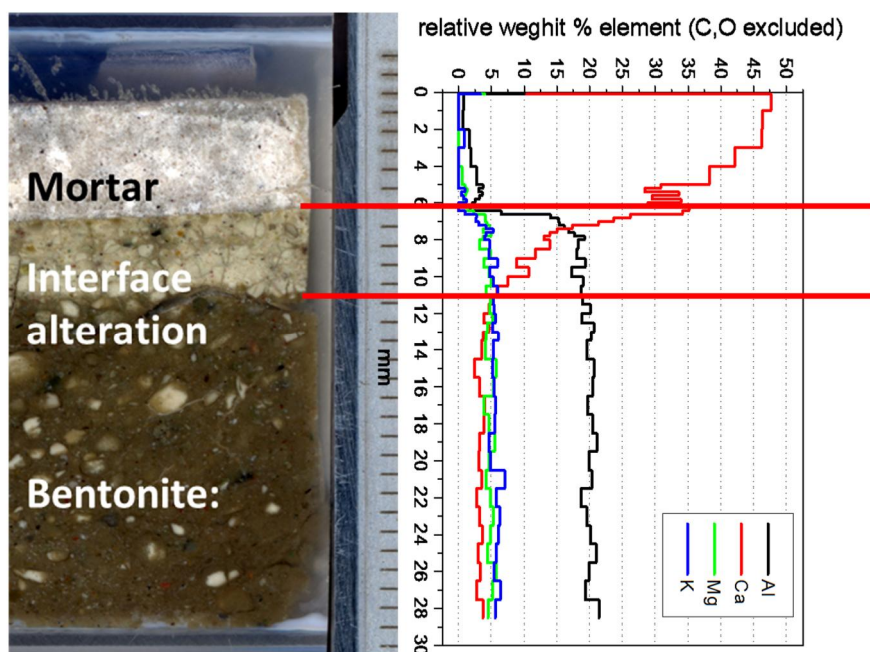 relative weghit % element (C,O excluded)
0 5 10 15 20 25 30 35 40 45 50
0
2
4
6
8
10
12
14
16
18
20
22
24
26
28
30
Mortar
Interface
alteration
Bentonite:
mm
Al
Ca
Mg
K